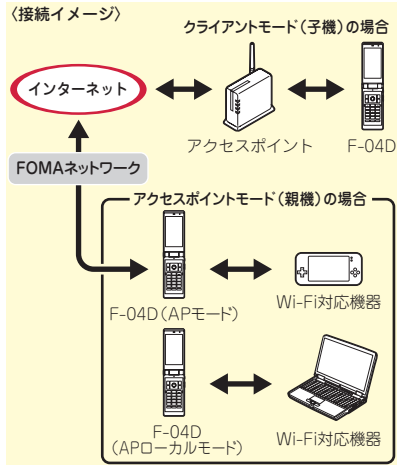 〈接続イメージ〉
クライアントモード（子機）の場合
インターネット
アクセスポイント
F-04D
FOMAネットワーク
アクセスポイントモード（親機）の場合
F-04D（APモード）
Wi-Fi対応機器
F-04D
（APローカルモード）
Wi-Fi対応機器